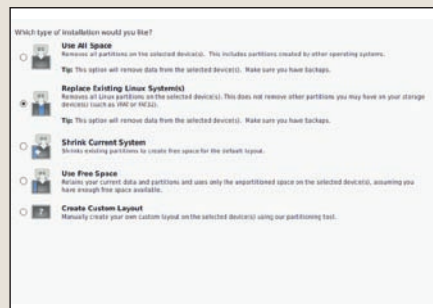 Which type of installation would you like?
Use All Space
Removes all partitions on the selected device(s). This includes partitions created by other operating systems.
Tip: This option will remove data from the selected device(s). Make sure you have backups.
Replace Existing Linux System(s)
Removes all Linux partitions on the selected device(s). This does not remove other partitions you may have on your storage
device(s) (such as VFAT or FAT32).
Tip: This option will remove data from the selected device(s). Make sure you have backups.
Shrink Current System
Shrinks existing partitions to create free space for the default layout.
Use Free Space
Retains your current data and partitions and uses only the unpartitioned space on the selected device(s), assuming you
have enough free space available.
Create Custom Layout
Manually create your own custom layout on the selected device(s) using our partitioning tool.